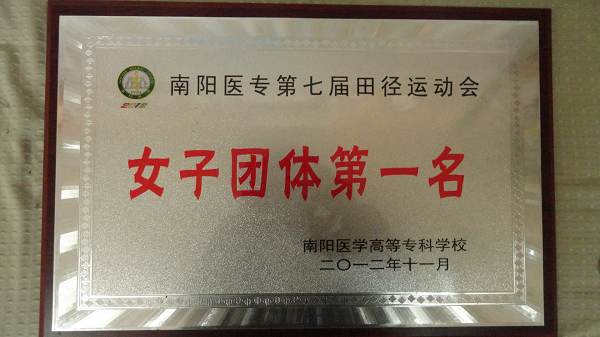 南阳医专第七届田径运动会
2012
女子团体第一名
南阳医学高等专科学校
二〇一二年十一月